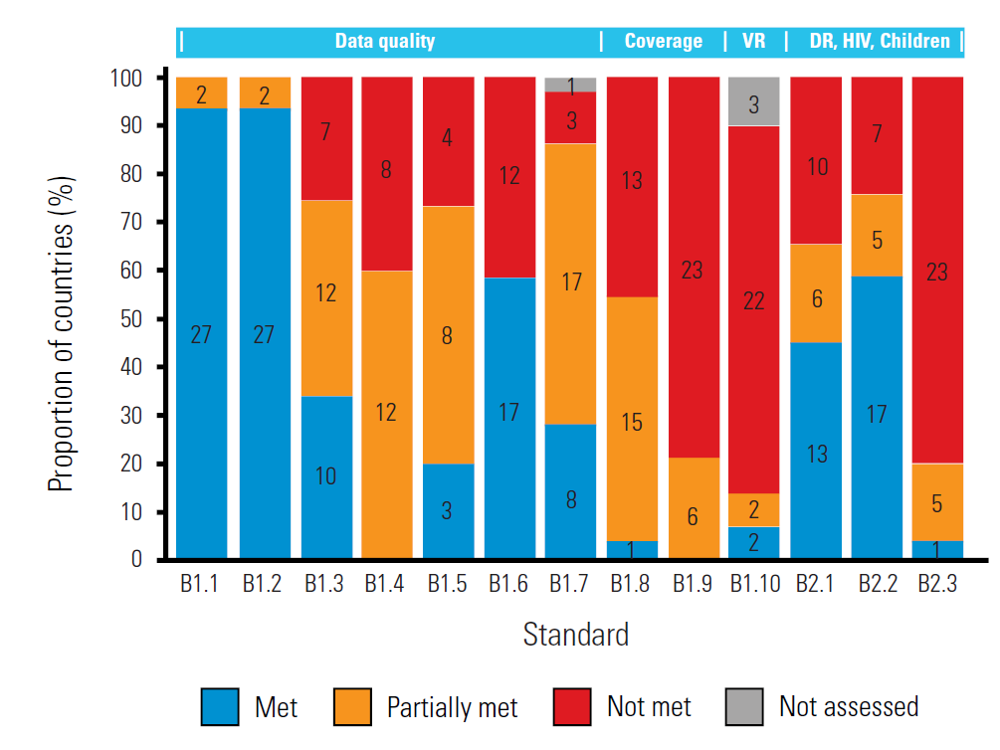 | Data quality | Coverage | VR | DR, HIV, Children |
Proportion of countries (%)
100
90
80
70
60
50
40
30
20
10
0
2 2 7 8 4 12 1 3 13 23 3 22 10 7 23
27 27 12 12 8 17 17 15 6 2 6 5 5
10 3 8 1 2 13 17 1
B1.1 B1.2 B1.3 B1.4 B1.5 B1.6 B1.7 B1.8 B1.9 B1.10 B2.1 B2.2 B2.3
Standard
Met Partially met Not met Not assessed